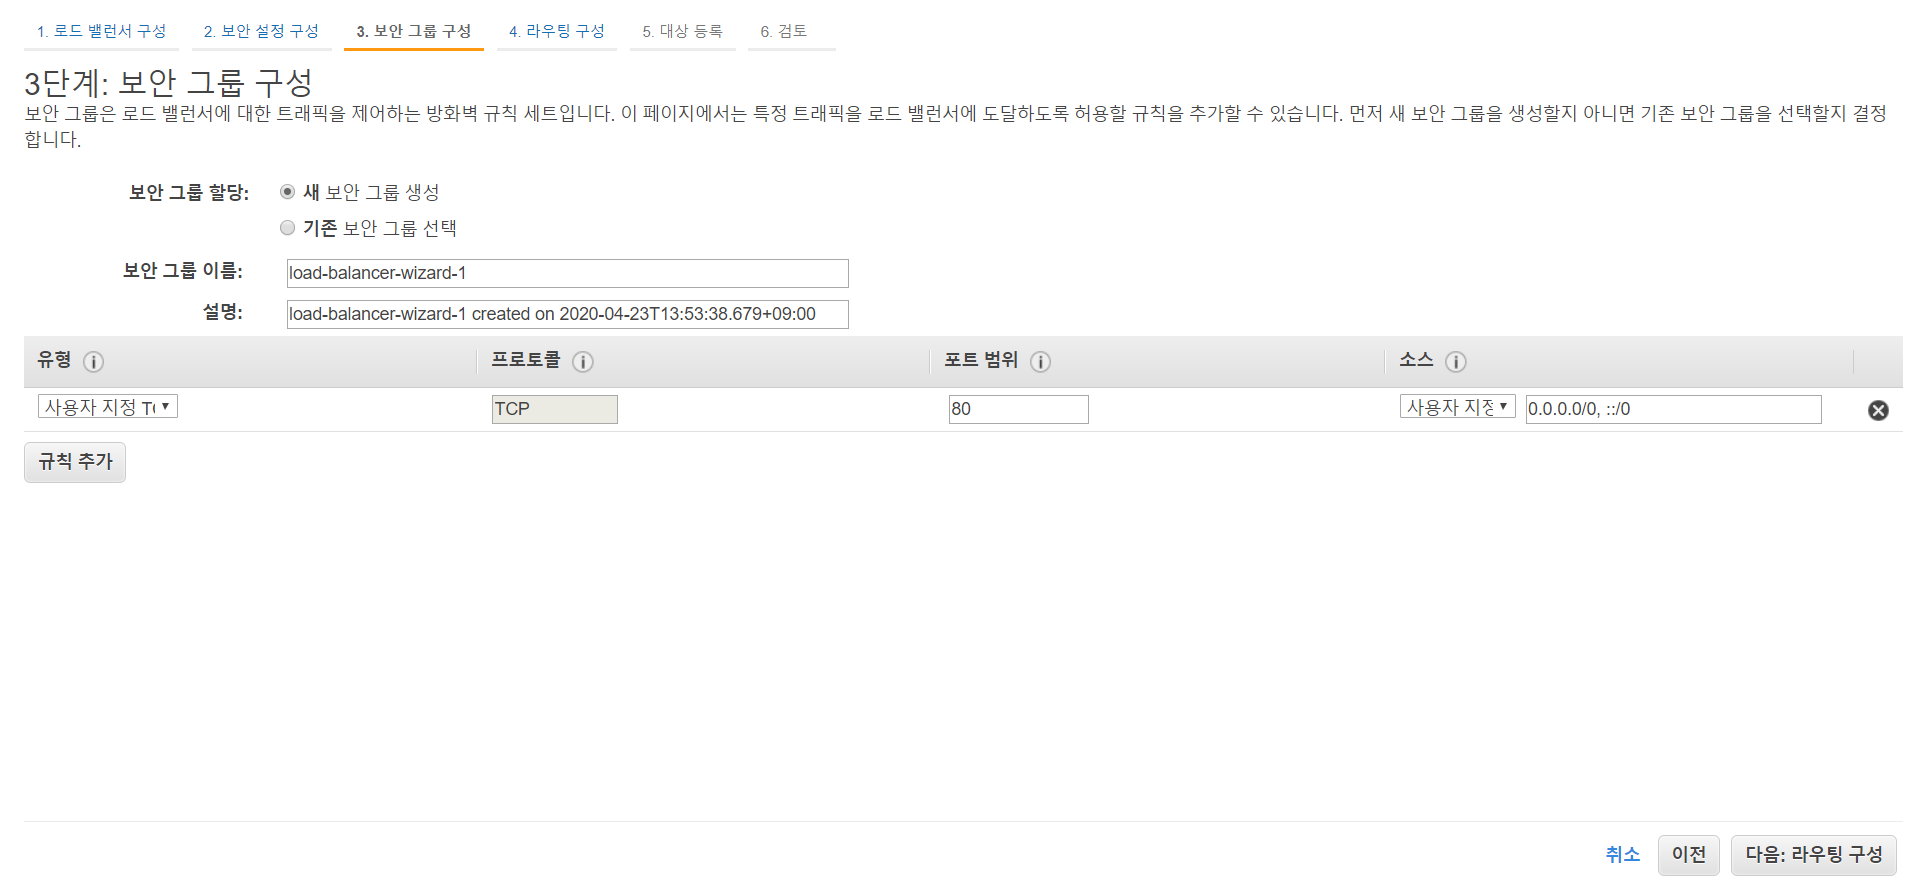 1. 로드 밸런서 구성 2. 보안 설정 구성 3. 보안 그룹 구성 4. 라우팅 구성 5. 대상 등록 6. 검토
3단계: 보안 그룹 구성
보안 그룹은 로드 밸런서에 대한 트래픽을 제어하는 방화벽 규칙 세트입니다. 이 페이지에서는 특정 트래픽을 로드 밸런서에 도달하도록 허용할 규칙을 추가할 수 있습니다. 먼저 새 보안 그룹을 생성할지 아니면 기존 보안 그룹을 선택할지 결정
합니다.
보안 그룹 할당: 새 보안 그룹 생성
기존 보안 그룹 선택
보안 그룹 이름: load-balancer-wizard-1
설명: load-balancer-wizard-1 created on 2020-04-23T13:53:38.679+09:00
유형 프로토콜 포트 범위 소스
사용자 지정 TCP 80 사용자 지정 0.0.0.0/0, ::/0
규칙 추가
취소 이전 다음: 라우팅 구성